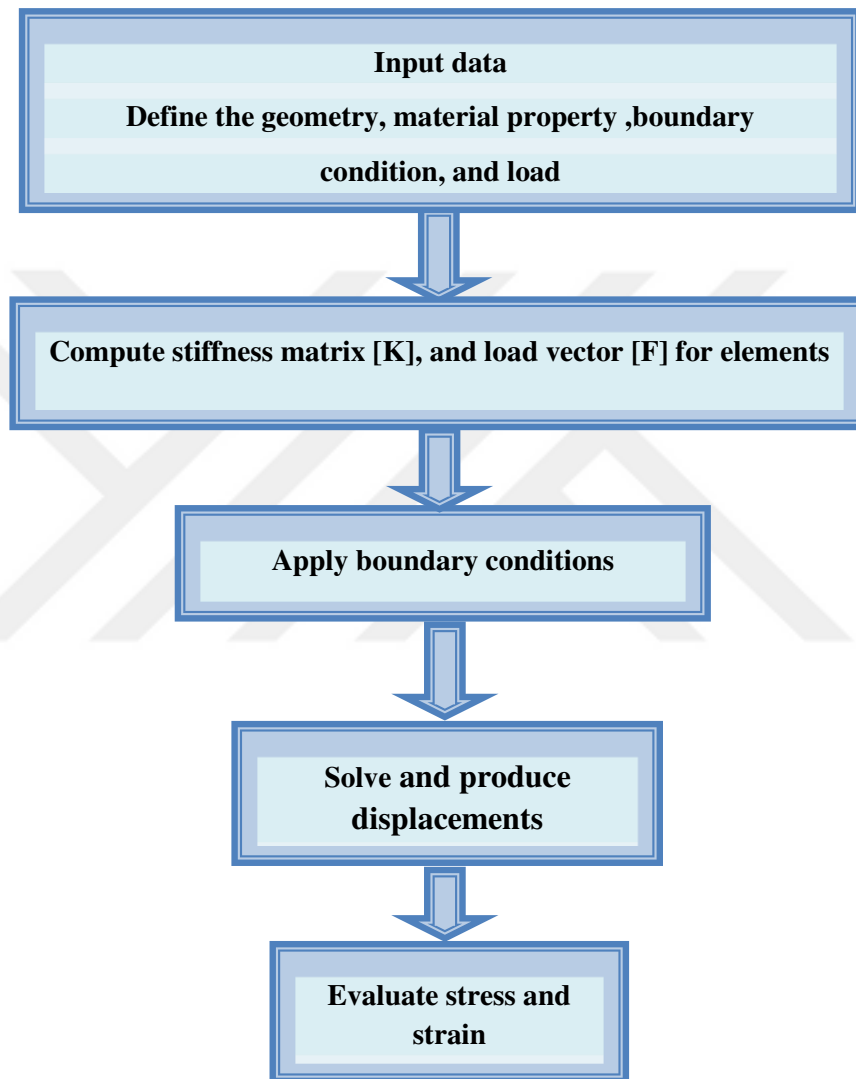 Input data
Define the geometry, material property ,boundary
condition, and load
Compute stiffness matrix [K], and load vector [F] for elements
Apply boundary conditions
Solve and produce
displacements
Evaluate stress and
strain